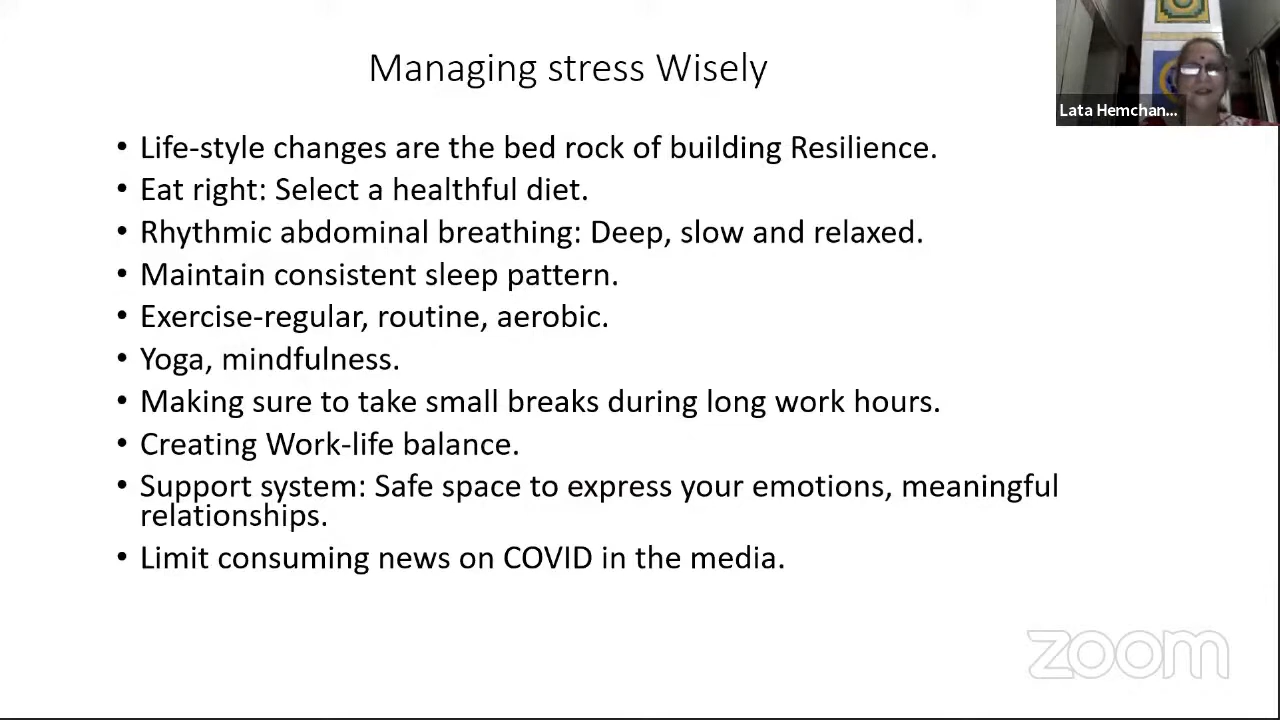 Managing stress Wisely
Lata Hemchan...
• Life-style changes are the bed rock of building Resilience.
• Eat right: Select a healthful diet.
• Rhythmic abdominal breathing: Deep, slow and relaxed.
• Maintain consistent sleep pattern.
• Exercise-regular, routine, aerobic.
• Yoga, mindfulness.
• Making sure to take small breaks during long work hours.
• Creating Work-life balance.
• Support system: Safe space to express your emotions, meaningful
relationships.
• Limit consuming news on COVID in the media.
zoom